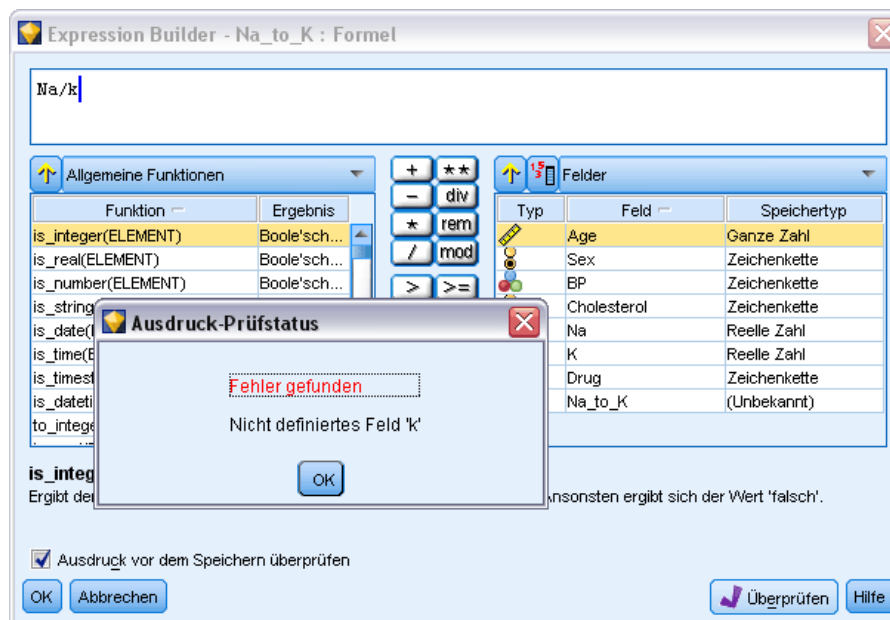 Expression Builder - Na_to_K : Formel
Na/k
Allgemeine Funktionen
Funktion Ergebnis
is_integer(ELEMENT) Boole'sch...
is_real(ELEMENT) Boole'sch...
is_number(ELEMENT) Boole'sch...
is_string
is_date(
is_time(E
is_timest
is_dateti
to_intege
+ **
- div
* rem
/ mod
> >=
Felder
Typ Feld Speichertyp
Age Ganze Zahl
Sex Zeichenkette
BP Zeichenkette
Cholesterol Zeichenkette
Na Reelle Zahl
K Reelle Zahl
Drug Zeichenkette
Na_to_K (Unbekannt)
Ausdruck-Prüfstatus
Fehler gefunden
Nicht definiertes Feld 'k'
OK
is_integ
Ergibt de Ansonsten ergibt sich der Wert 'falsch'.
Ausdruck vor dem Speichern überprüfen
OK Abbrechen Überprüfen Hilfe